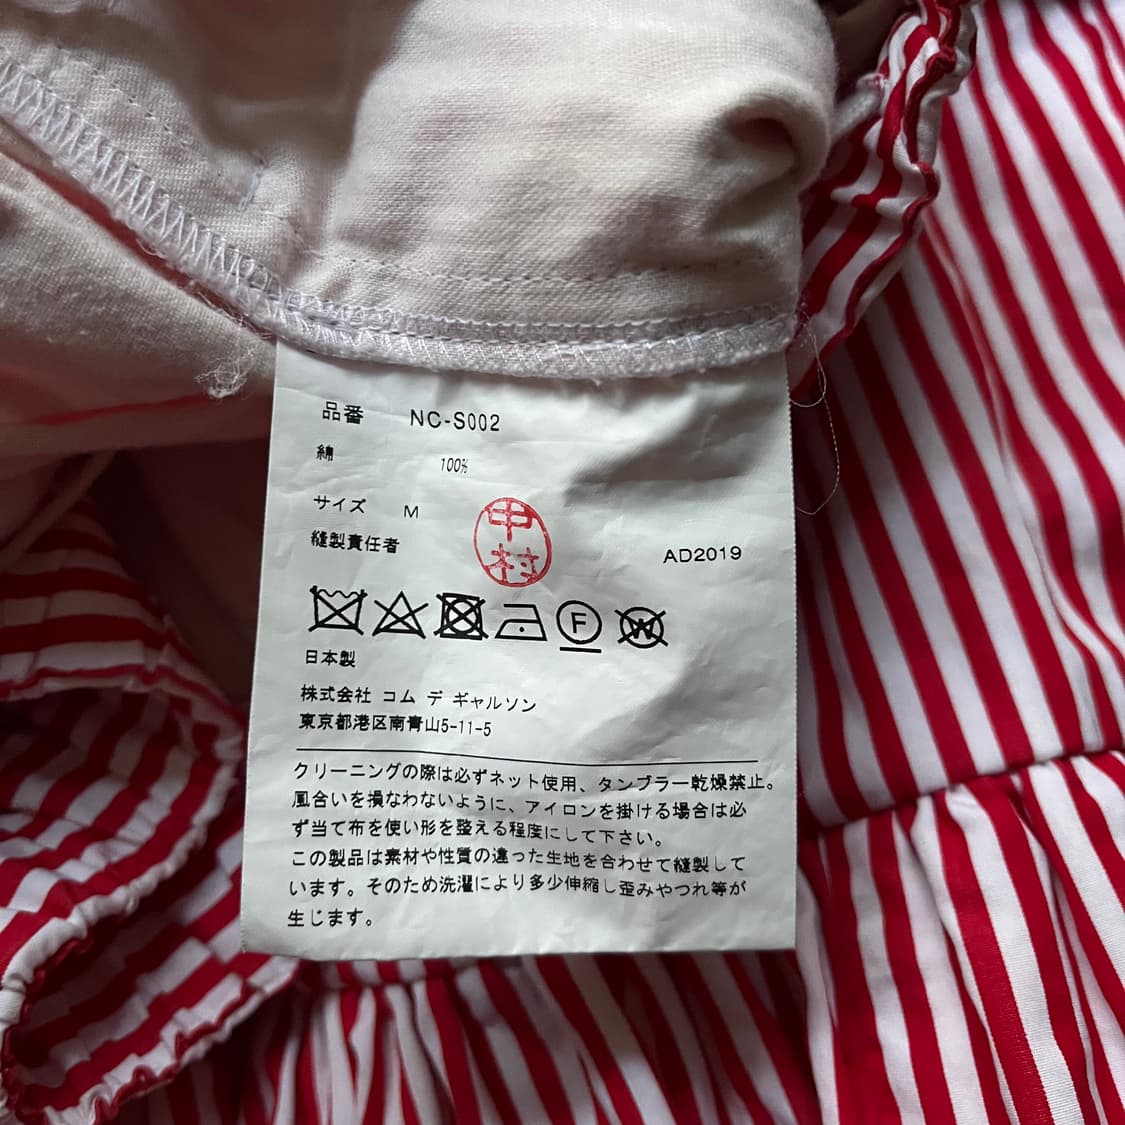 品番 NC-S002
綿 100%
サイズ M
縫製責任者 中村 AD2019
F W
日本製
株式会社 コム デ ギャルソン
東京都港区南青山5-11-5
クリーニングの際は必ずネット使用、タンブラー乾燥禁止。
風合いを損なわないように、アイロンを掛ける場合は必
ず当て布を使い形を整える程度にして下さい。
この製品は素材や性質の違った生地を合わせて縫製して
います。そのため洗濯により多少伸縮し歪みやつれ等が
生じます。